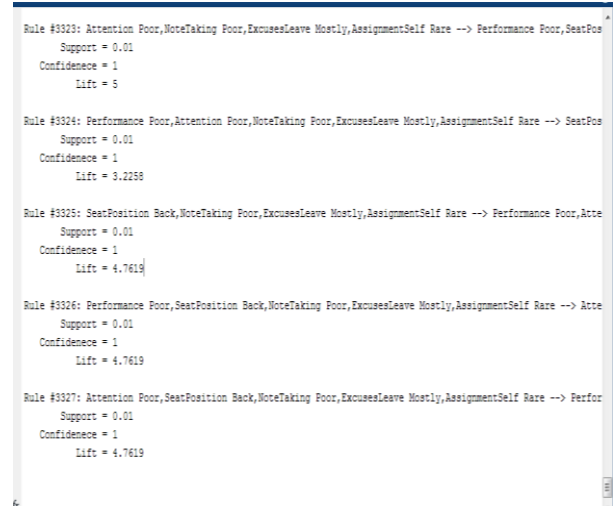 Rule #3323: Attention Poor,NoteTaking Poor,ExcusesLeave Mostly,AssignmentSelf Rare --> Performance Poor,SeatPos
Support = 0.01
Confidenece = 1
Lift = 5
Rule #3324: Performance Poor,Attention Poor,NoteTaking Poor,ExcusesLeave Mostly,AssignmentSelf Rare --> SeatPos
Support = 0.01
Confidenece = 1
Lift = 3.2258
Rule #3325: SeatPosition Back,NoteTaking Poor,ExcusesLeave Mostly,AssignmentSelf Rare --> Performance Poor,Atte
Support = 0.01
Confidenece = 1
Lift = 4.7619
Rule #3326: Performance Poor,SeatPosition Back,NoteTaking Poor,ExcusesLeave Mostly,AssignmentSelf Rare --> Atte
Support = 0.01
Confidenece = 1
Lift = 4.7619
Rule #3327: Attention Poor,SeatPosition Back,NoteTaking Poor,ExcusesLeave Mostly,AssignmentSelf Rare --> Perfor
Support = 0.01
Confidenece = 1
Lift = 4.7619